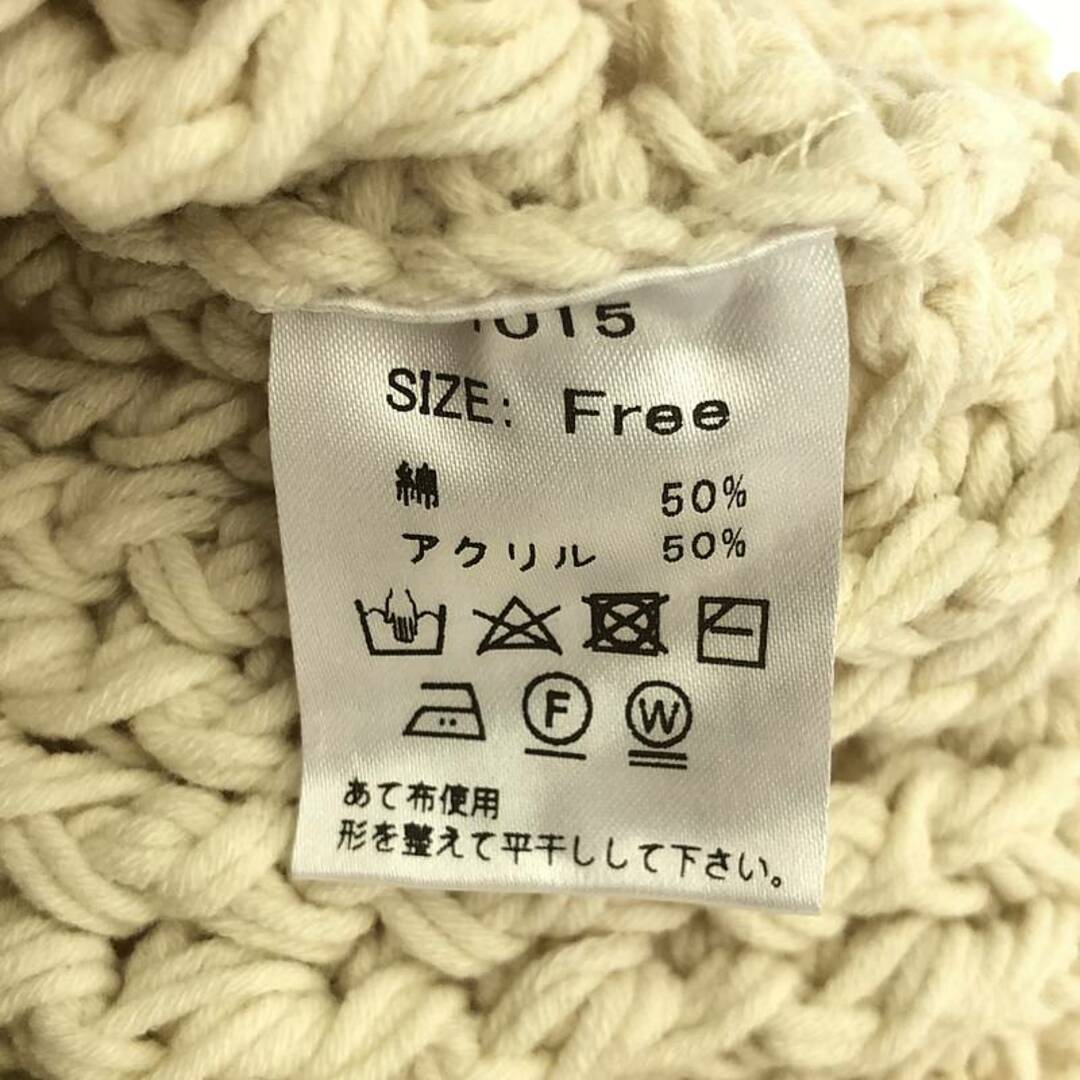 1015
SIZE: Free
綿 50%
アクリル 50%
F W
あて布使用
形を整えて平干しして下さい。